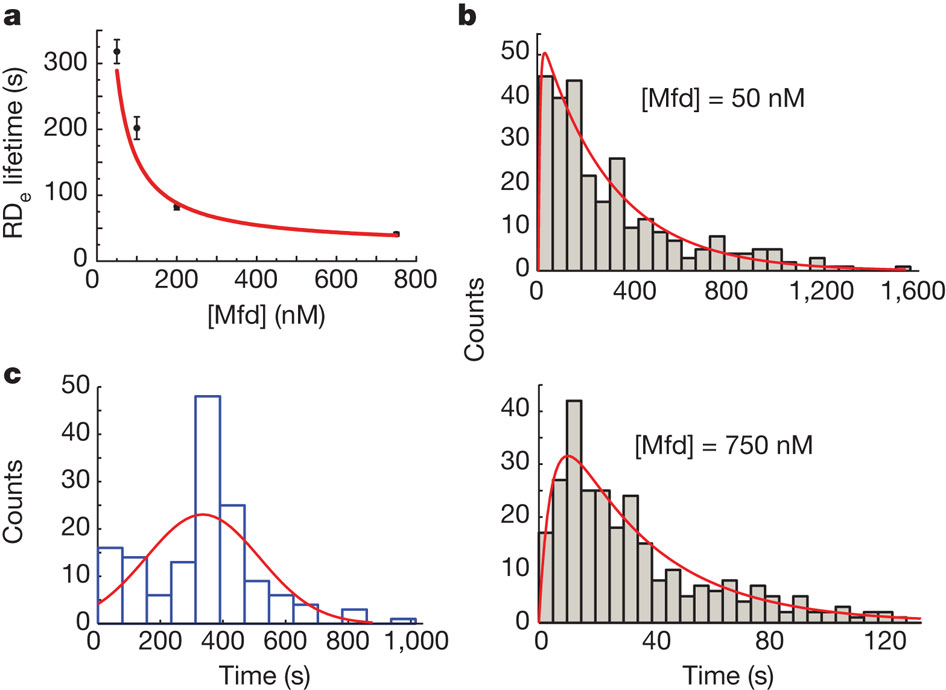 a
RDe lifetime (s)
300
200
100
0
0 200 400 600 800
[Mfd] (nM)
b
[Mfd] = 50 nM
50
40
30
20
10
0
0 400 800 1,200 1,600
Counts
c
Counts
50
40
30
20
10
0
0 200 400 600 800 1,000
Time (s)
[Mfd] = 750 nM
40
30
20
10
0
0 40 80 120
Time (s)